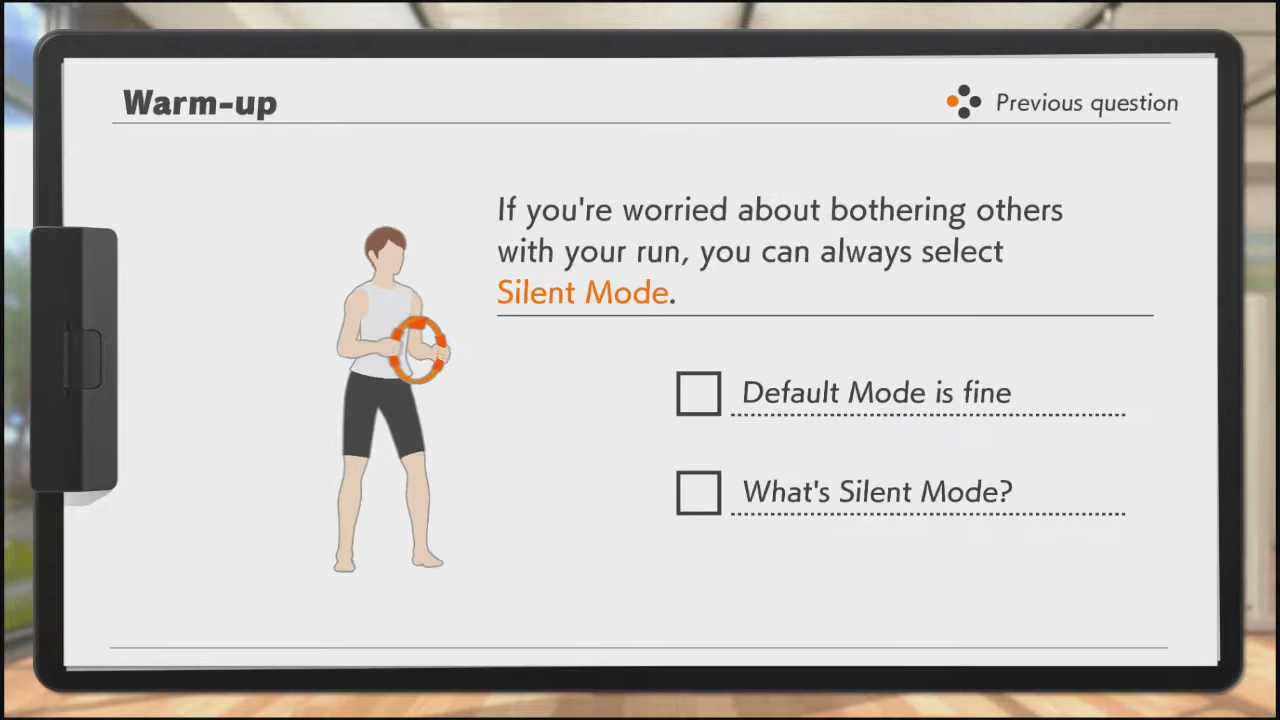 Warm-up
Previous question
If you're worried about bothering others
with your run, you can always select
Silent Mode.
Default Mode is fine
What's Silent Mode?